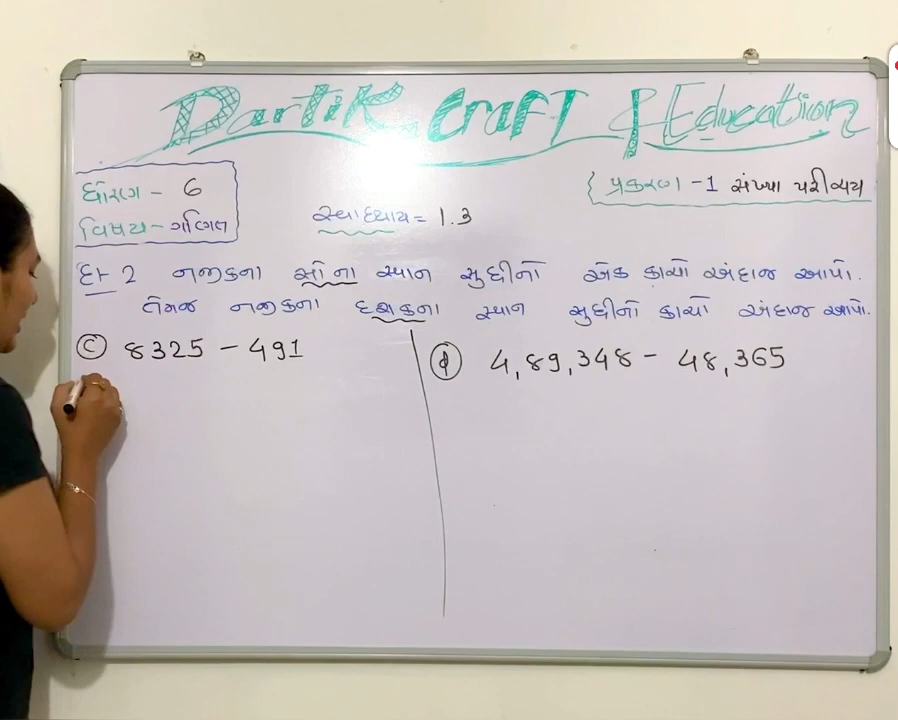 Dartik Craft & Education
ધોરણ - 6
વિષય - ગણિત
સ્વાધ્યાય = 1.3
પ્રકરણ - 1 સંખ્યા પરિચય
દા- 2 નજીકના સો ના સ્થાન સુધીનો એક કાચો અંદાજ આપો.
તેમજ નજીકના દશકના સ્થાન સુધીનો કાચો અંદાજ આપો.
(c) 8325 - 491
(d) 4,89,348 - 48,365